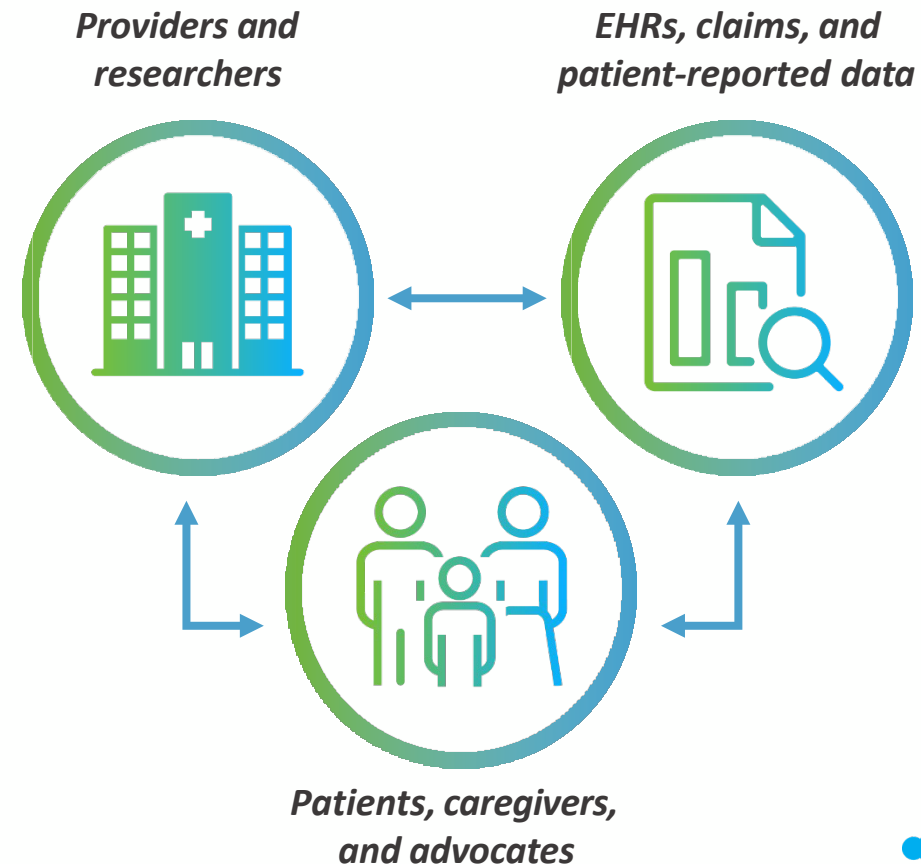 Providers and
researchers
EHRs, claims, and
patient-reported data
Patients, caregivers,
and advocates